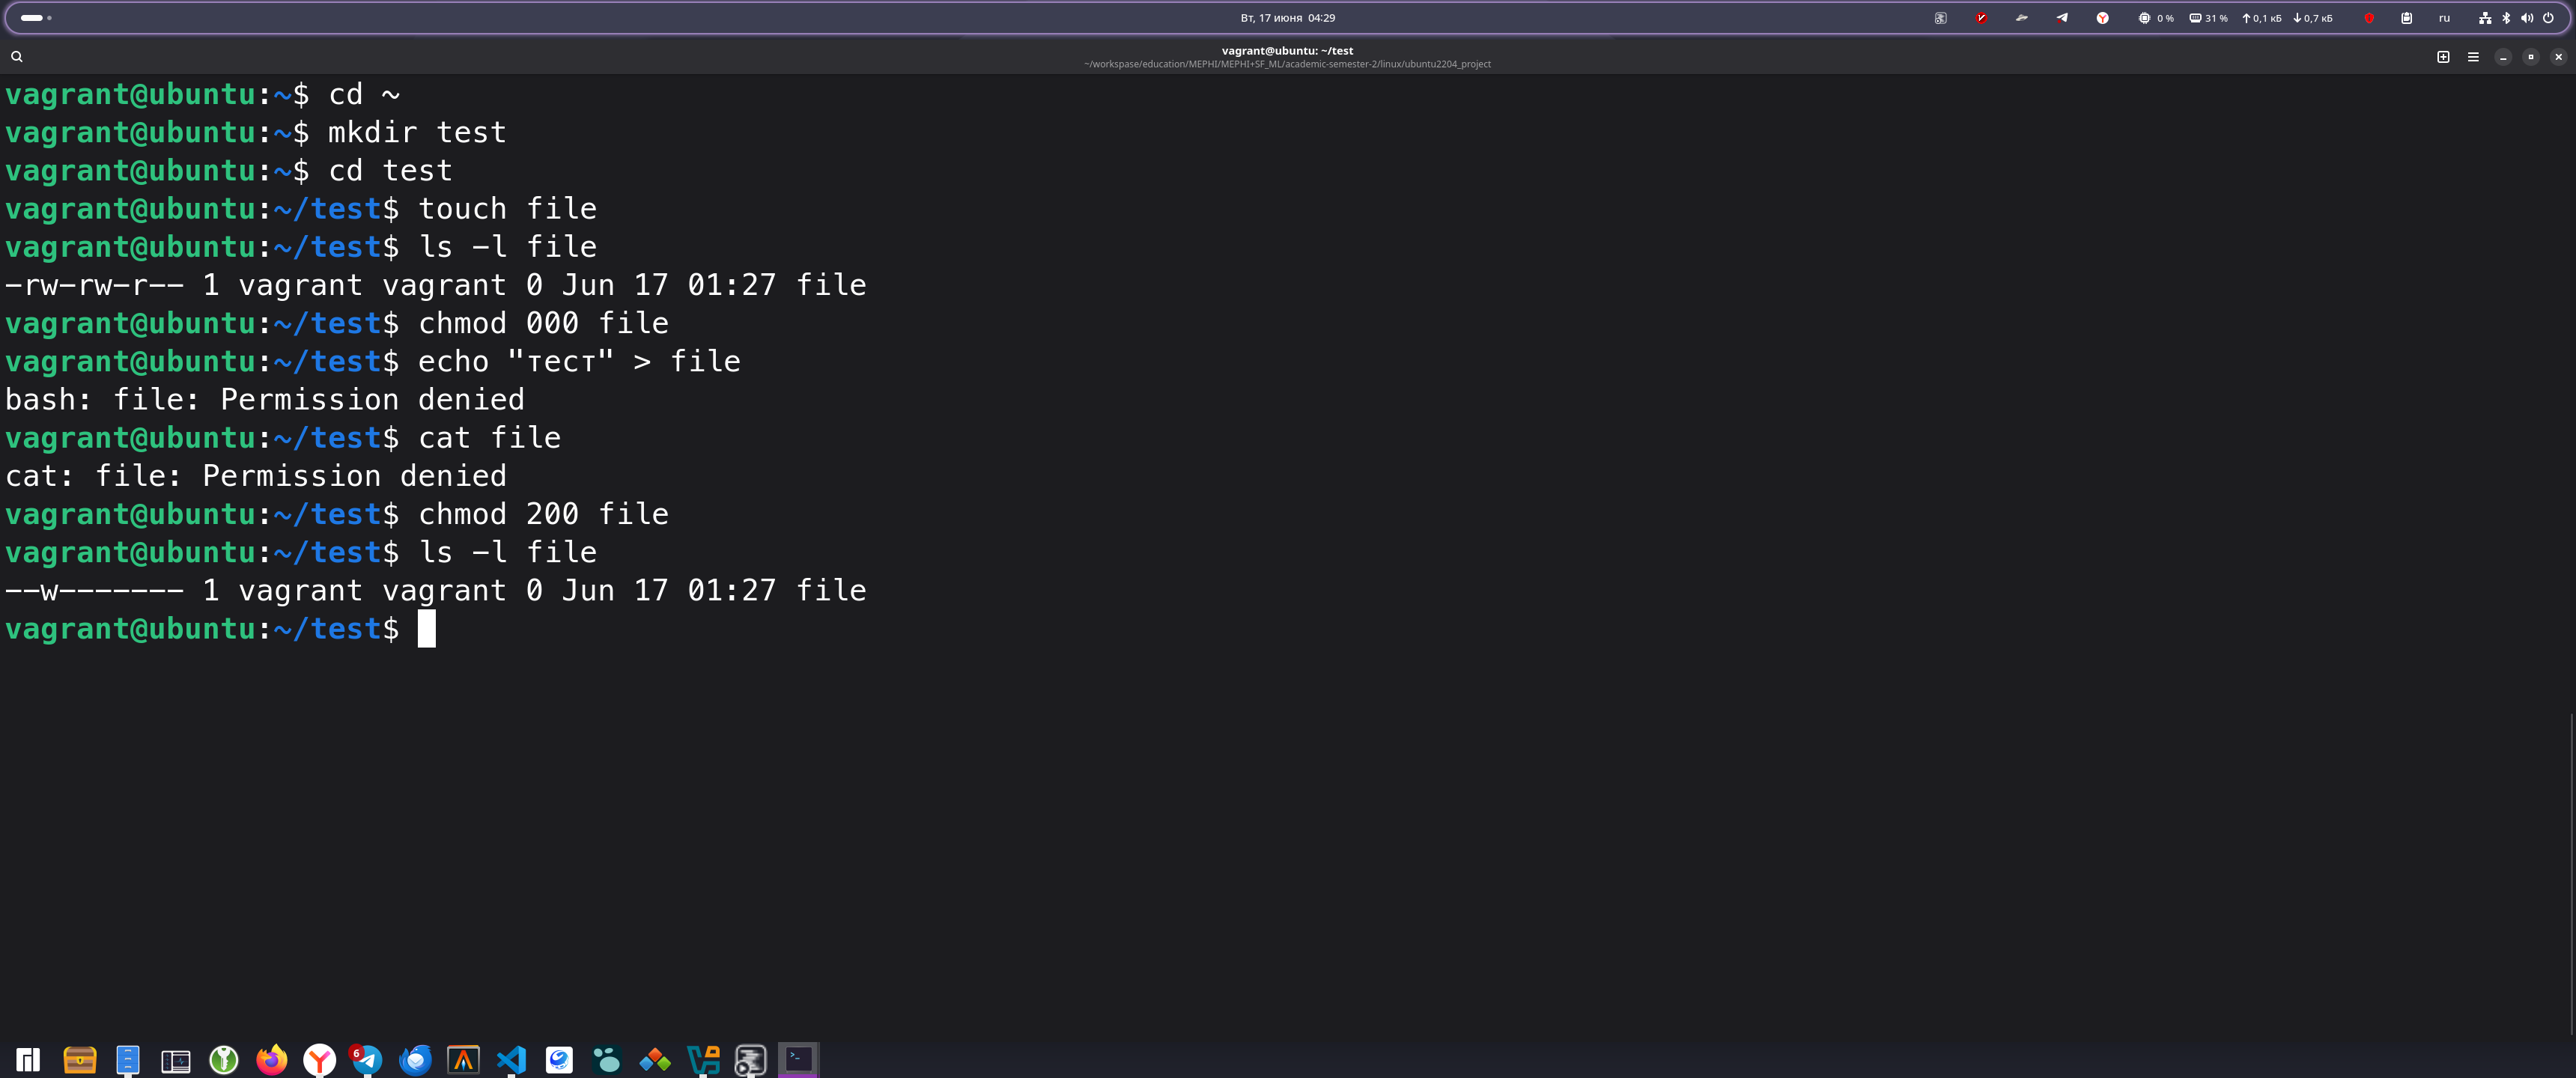 Вт, 17 июня 04:29
0 % 31 % 0,1 кБ 0,7 кБ ru
vagrant@ubuntu: ~/test
~/workspase/education/MEPHI/MEPHI+SF_ML/academic-semester-2/linux/ubuntu2204_project
vagrant@ubuntu:~$ cd ~
vagrant@ubuntu:~$ mkdir test
vagrant@ubuntu:~$ cd test
vagrant@ubuntu:~/test$ touch file
vagrant@ubuntu:~/test$ ls -l file
-rw-rw-r-- 1 vagrant vagrant 0 Jun 17 01:27 file
vagrant@ubuntu:~/test$ chmod 000 file
vagrant@ubuntu:~/test$ echo "тест" > file
bash: file: Permission denied
vagrant@ubuntu:~/test$ cat file
cat: file: Permission denied
vagrant@ubuntu:~/test$ chmod 200 file
vagrant@ubuntu:~/test$ ls -l file
--w------- 1 vagrant vagrant 0 Jun 17 01:27 file
vagrant@ubuntu:~/test$
6